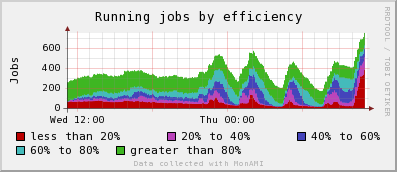 Running jobs by efficiency
RRDTOOL / TOBI OETIKER
Jobs
600
400
200
0
Wed 12:00 Thu 00:00
less than 20% 20% to 40% 40% to 60%
60% to 80% greater than 80%
Data collected with MonAMI